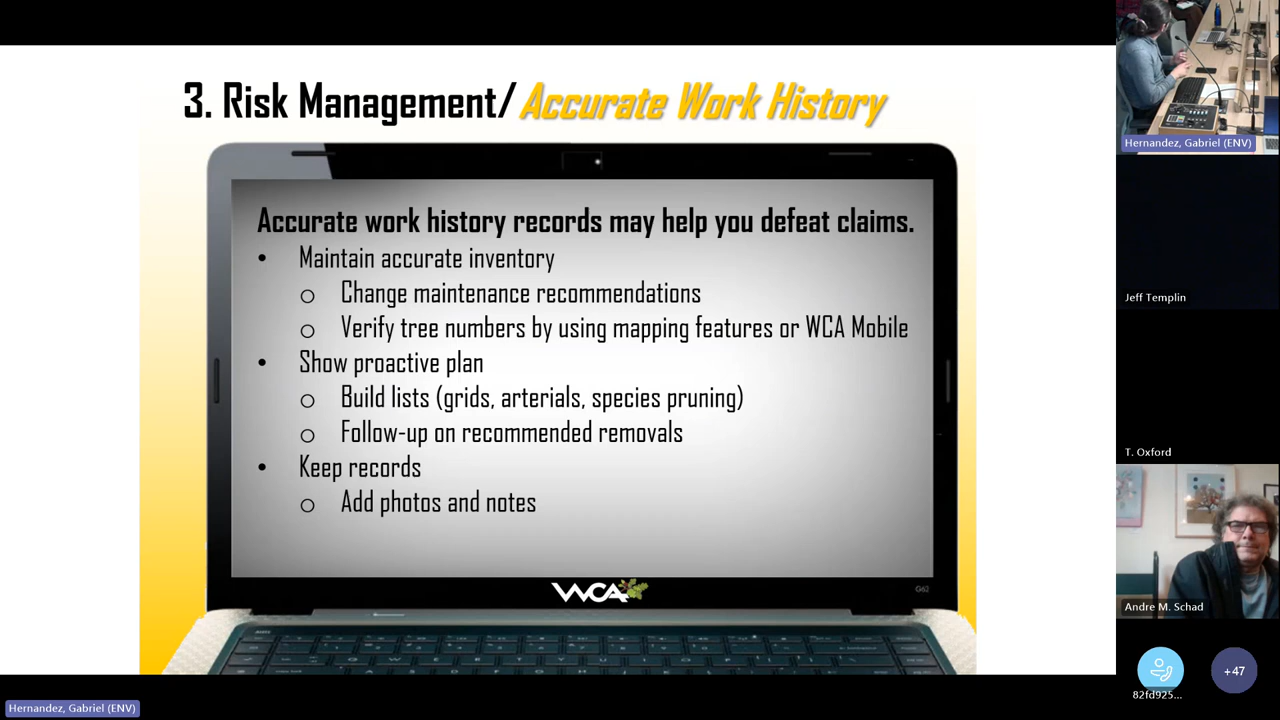 3. Risk Management/Accurate Work History
Accurate work history records may help you defeat claims.
• Maintain accurate inventory
o Change maintenance recommendations
o Verify tree numbers by using mapping features or WCA Mobile
• Show proactive plan
o Build lists (grids, arterials, species pruning)
o Follow-up on recommended removals
• Keep records
o Add photos and notes
WCA
G62
Hernandez, Gabriel (ENV)
Jeff Templin
T. Oxford
Andre M. Schad
82fd925...
+47
Hernandez, Gabriel (ENV)